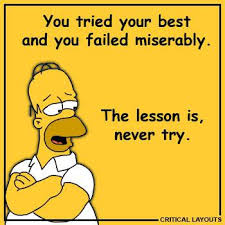 You tried your best
and you failed miserably.
The lesson is,
never try.
CRITICAL LAYOUTS